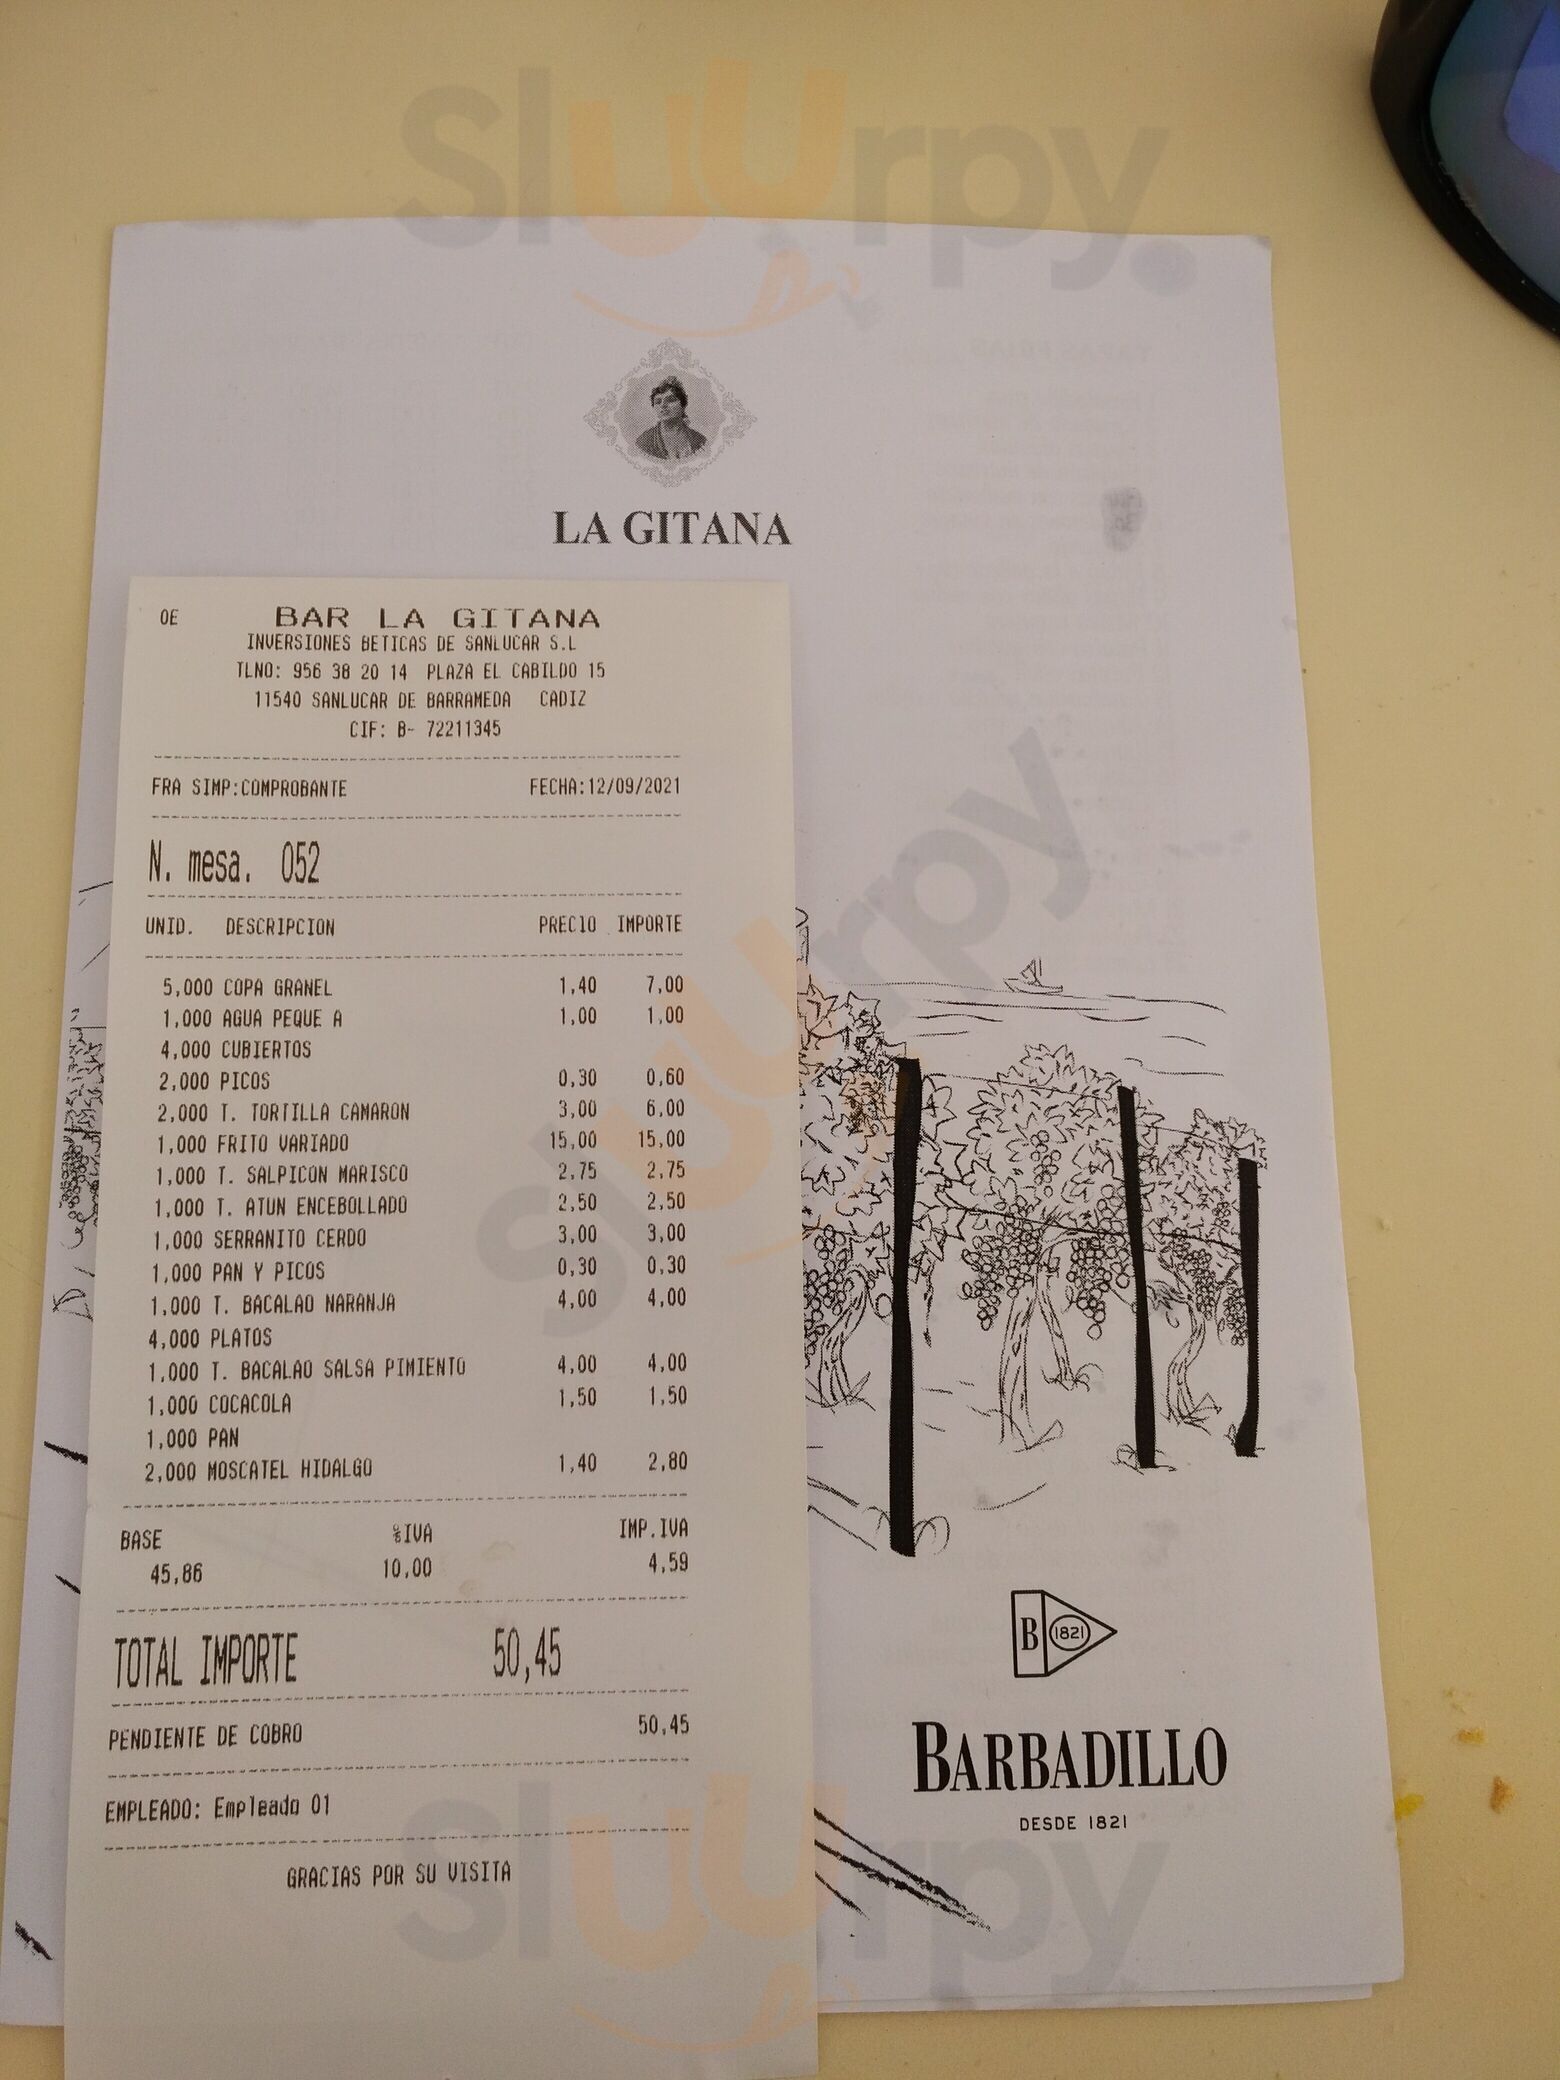 Sluurpy
LA GITANA
OE BAR LA GITANA
INVERSIONES BETICAS DE SANLUCAR S.L
TLNO: 956 38 20 14 PLAZA EL CABILDO 15
11540 SANLUCAR DE BARRAMEDA CADIZ
CIF: B- 72211345
FRA SIMP:COMPROBANTE FECHA:12/09/2021
N. mesa. 052
UNID. DESCRIPCION PRECIO IMPORTE
5,000 COPA GRANEL 1,40 7,00
1,000 AGUA PEQUE A 1,00 1,00
4,000 CUBIERTOS
2,000 PICOS 0,30 0,60
2,000 T. TORTILLA CAMARON 3,00 6,00
1,000 FRITO VARIADO 15,00 15,00
1,000 T. SALPICON MARISCO 2,75 2,75
1,000 T. ATUN ENCEBOLLADO 2,50 2,50
1,000 SERRANITO CERDO 3,00 3,00
1,000 PAN Y PICOS 0,30 0,30
1,000 T. BACALAO NARANJA 4,00 4,00
4,000 PLATOS
1,000 T. BACALAO SALSA PIMIENTO 4,00 4,00
1,000 COCACOLA 1,50 1,50
1,000 PAN
2,000 MOSCATEL HIDALGO 1,40 2,80
BASE %IVA IMP.IVA
45,86 10,00 4,59
TOTAL IMPORTE 50,45
PENDIENTE DE COBRO 50,45
EMPLEADO: Empleado 01
GRACIAS POR SU VISITA
Sluurpy
B 1821
BARBADILLO
DESDE 1821
Sluurpy